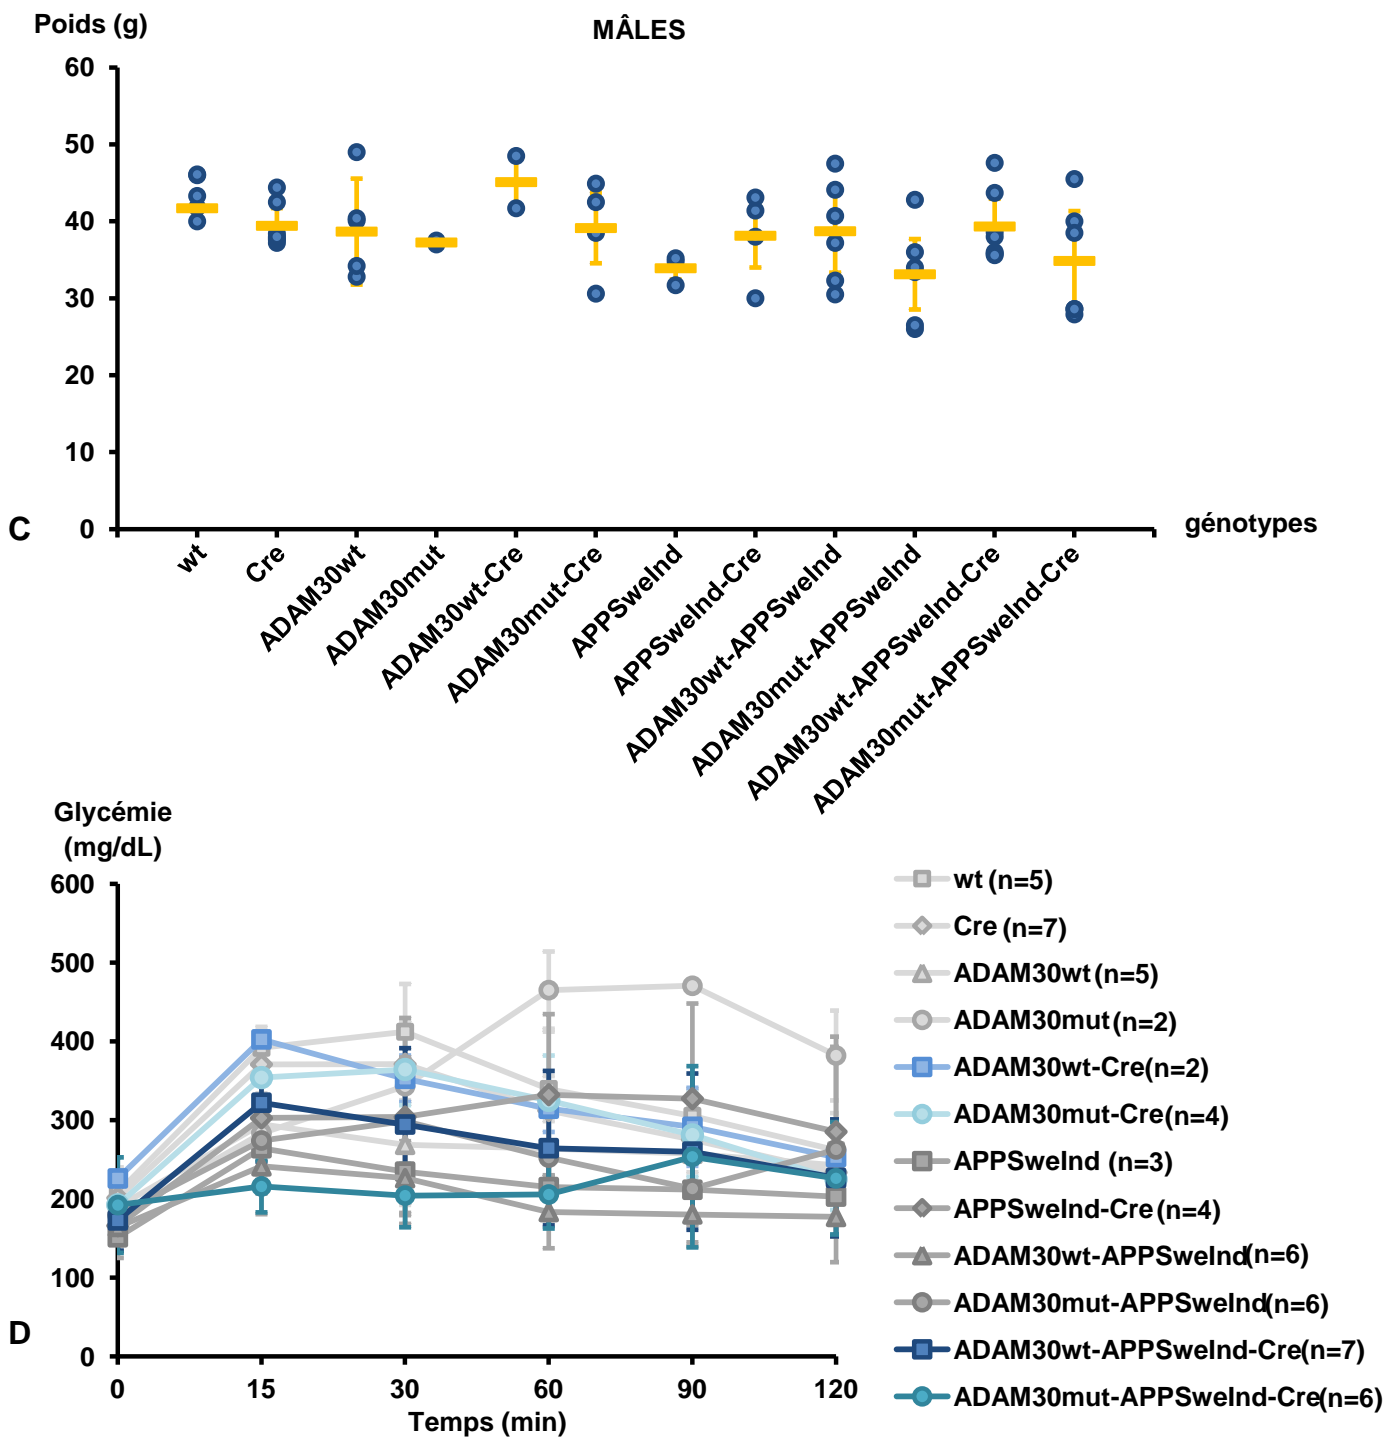 Poids (g)
MÂLES
60
50
40
30
20
10
0
C
génotypes
wt
Cre
ADAM30wt
ADAM30mut
ADAM30wt-Cre
ADAM30mut-Cre
APPSweInd
APPSweInd-Cre
ADAM30wt-APPSweInd
ADAM30mut-APPSweInd
ADAM30wt-APPSweInd-Cre
ADAM30mut-APPSweInd-Cre
Glycémie
(mg/dL)
600
500
400
300
200
100
0
D
0 15 30 60 90 120
Temps (min)
wt (n=5)
Cre (n=7)
ADAM30wt (n=5)
ADAM30mut (n=2)
ADAM30wt-Cre (n=2)
ADAM30mut-Cre (n=4)
APPSweInd (n=3)
APPSweInd-Cre (n=4)
ADAM30wt-APPSweInd (n=6)
ADAM30mut-APPSweInd (n=6)
ADAM30wt-APPSweInd-Cre (n=7)
ADAM30mut-APPSweInd-Cre (n=6)